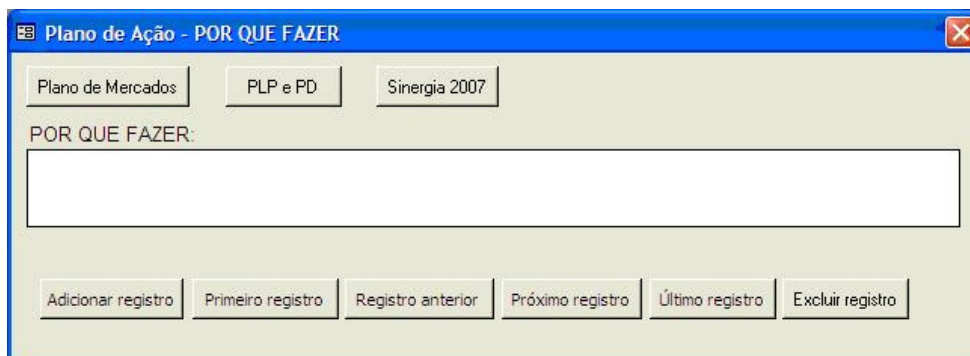 Plano de Ação - POR QUE FAZER
Plano de Mercados PLP e PD Sinergia 2007
POR QUE FAZER:
Adicionar registro Primeiro registro Registro anterior Próximo registro Último registro Excluir registro